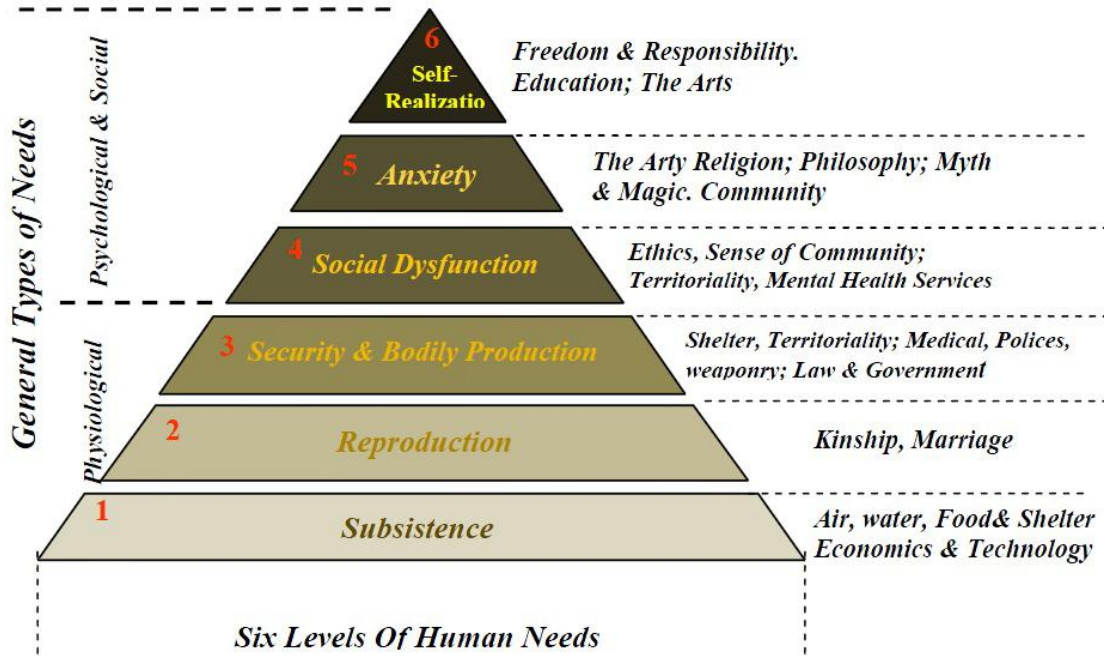 General Types of Needs
Psychological & Social
Physiological
6
Self-
Realizatio
Freedom & Responsibility.
Education; The Arts
5
Anxiety
The Arty Religion; Philosophy; Myth
& Magic. Community
4
Social Dysfunction
Ethics, Sense of Community;
Territoriality, Mental Health Services
3
Security & Bodily Production
Shelter, Territoriality; Medical, Polices,
weaponry; Law & Government
2
Reproduction
Kinship, Marriage
1
Subsistence
Air, water, Food& Shelter
Economics & Technology
Six Levels Of Human Needs